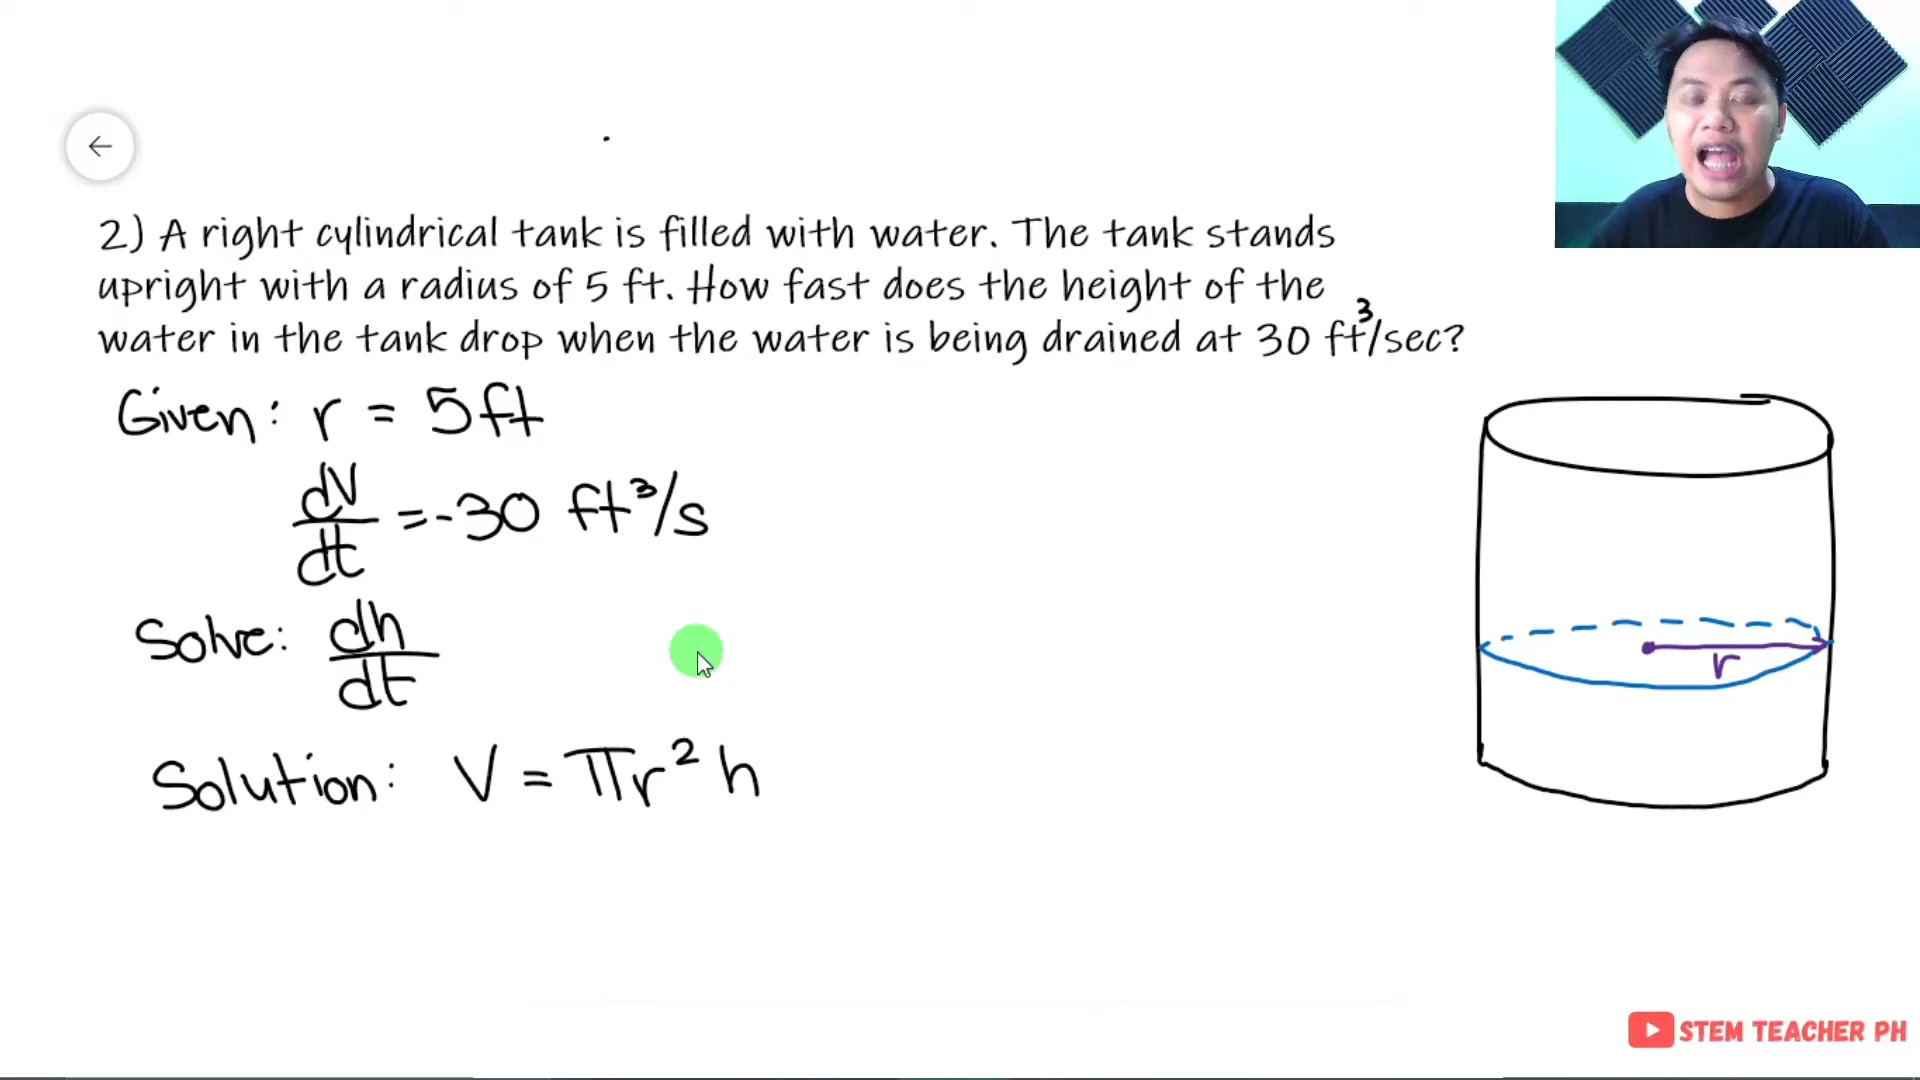 2) A right cylindrical tank is filled with water. The tank stands
upright with a radius of 5 ft. How fast does the height of the
water in the tank drop when the water is being drained at 30 ft³/sec?
Given: r = 5ft
dV/dt = -30 ft³/s
Solve: dh/dt
Solution: V = πr² h
r
STEM TEACHER PH